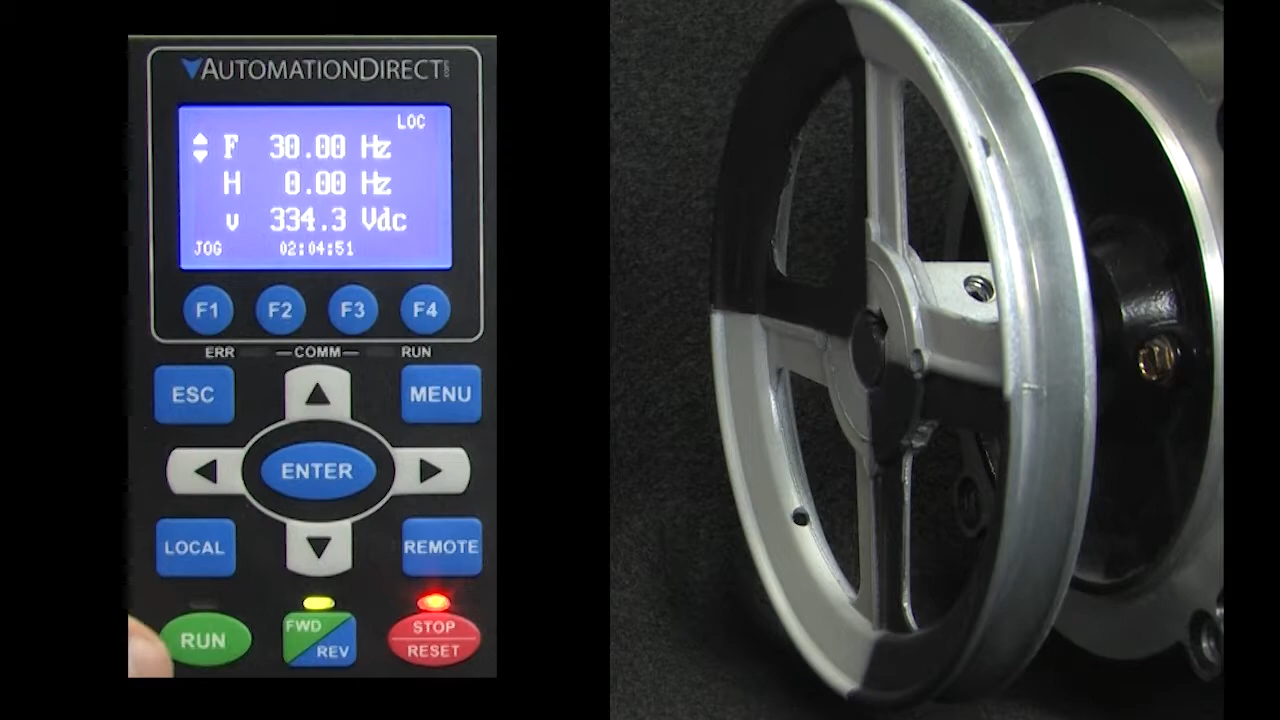 AUTOMATIONDIRECT
LOC
F 30.00 Hz
H 0.00 Hz
v 334.3 Vdc
JOG 02:04:51
F1 F2 F3 F4
ERR COMM RUN
ESC MENU
ENTER
LOCAL REMOTE
RUN FWD REV STOP RESET